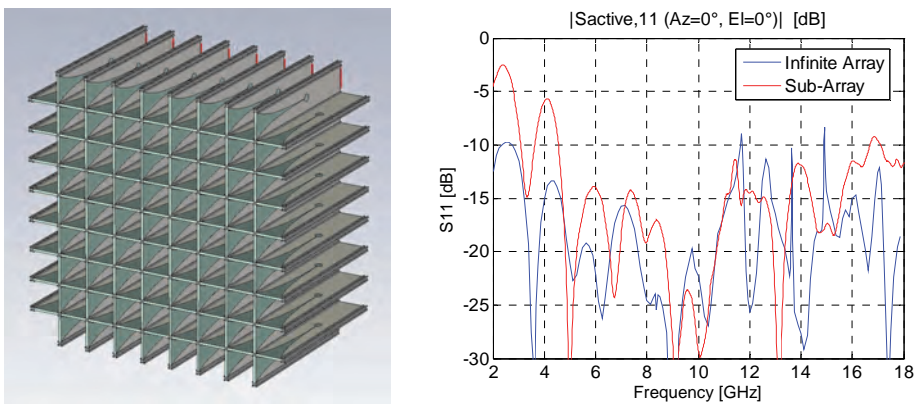 |Sactive,11 (Az=0°, El=0°)| [dB]
Infinite Array
Sub-Array
0
-5
-10
-15
-20
-25
-30
S11 [dB]
2 4 6 8 10 12 14 16 18
Frequency [GHz]